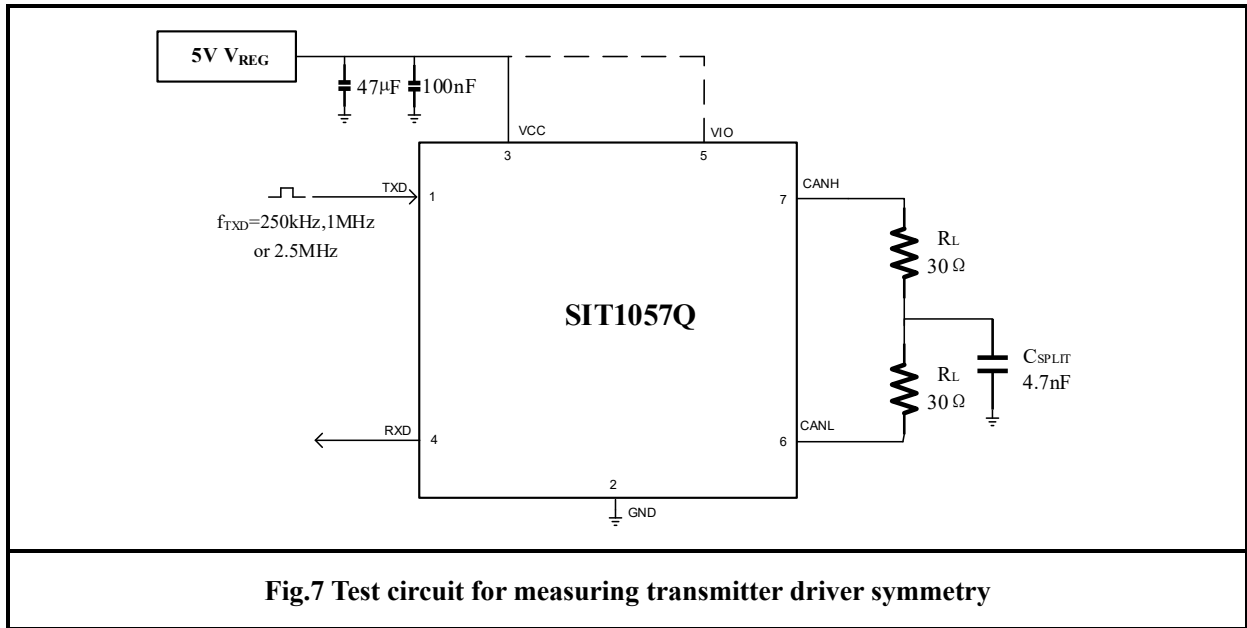 5V VREG
47μF
100nF
VCC
VIO
3
5
TXD
1
CANH
7
fTXD=250kHz,1MHz
or 2.5MHz
RL
30Ω
SIT1057Q
CSPLIT
4.7nF
RL
30Ω
RXD
4
CANL
6
2
GND
Fig.7 Test circuit for measuring transmitter driver symmetry